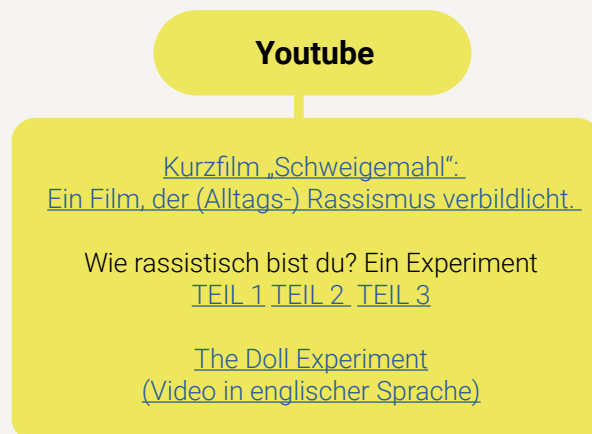 Youtube
Kurzfilm „Schweigemahl“:
Ein Film, der (Alltags-) Rassismus verbildlicht.
Wie rassistisch bist du? Ein Experiment
TEIL 1 TEIL 2 TEIL 3
The Doll Experiment
(Video in englischer Sprache)